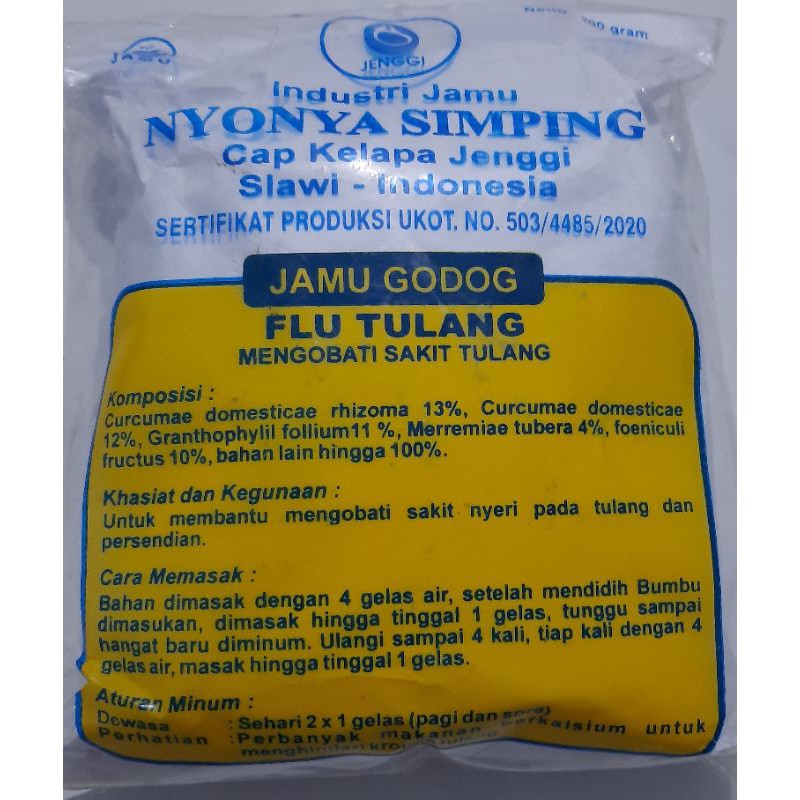 JAMU
JENGGI
gram
Industri Jamu
NYONYA SIMPING
Cap Kelapa Jenggi
Slawi - Indonesia
SERTIFIKAT PRODUKSI UKOT. NO. 503/4485/2020
JAMU GODOG
FLU TULANG
MENGOBATI SAKIT TULANG
Komposisi :
Curcumae domesticae rhizoma 13%, Curcumae domesticae
12%, Granthophylil follium11 %, Merremiae tubera 4%, foeniculi
fructus 10%, bahan lain hingga 100%.
Khasiat dan Kegunaan :
Untuk membantu mengobati sakit nyeri pada tulang dan
persendian.
Cara Memasak :
Bahan dimasak dengan 4 gelas air, setelah mendidih Bumbu
dimasukan, dimasak hingga tinggal 1 gelas, tunggu sampai
hangat baru diminum. Ulangi sampai 4 kali, tiap kali dengan 4
gelas air, masak hingga tinggal 1 gelas.
Aturan Minum :
Dewasa : Sehari 2 x 1 gelas (pagi dan sore)
Perhatian : Perbanyak makanan berkalsium untuk
menghindari tulang